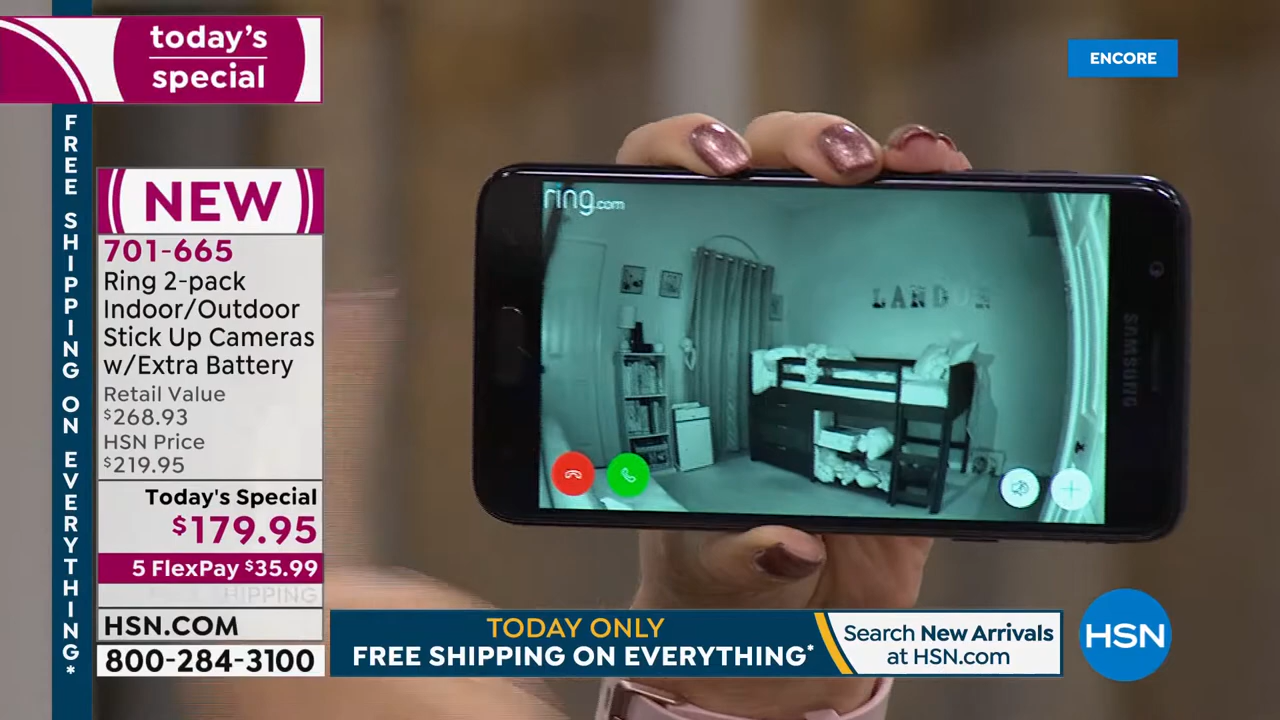 today's
special
ENCORE
FREE SHIPPING ON EVERYTHING*
NEW
701-665
Ring 2-pack
Indoor/Outdoor
Stick Up Cameras
w/Extra Battery
Retail Value
$268.93
HSN Price
$219.95
Today's Special
$179.95
5 FlexPay $35.99
HIPPING
HSN.COM
800-284-3100
ring.com
LANDON
SAMSUNG
TODAY ONLY
FREE SHIPPING ON EVERYTHING*
Search New Arrivals
at HSN.com
HSN